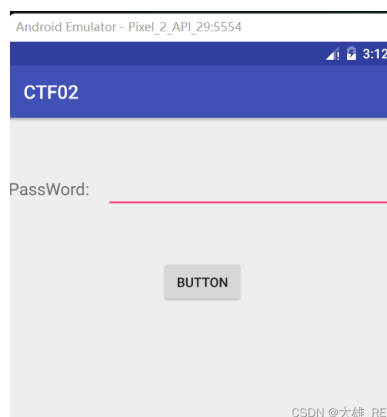 Android Emulator - Pixel_2_API_29:5554
3:12
CTF02
PassWord:
BUTTON
CSDN @大雄_RE